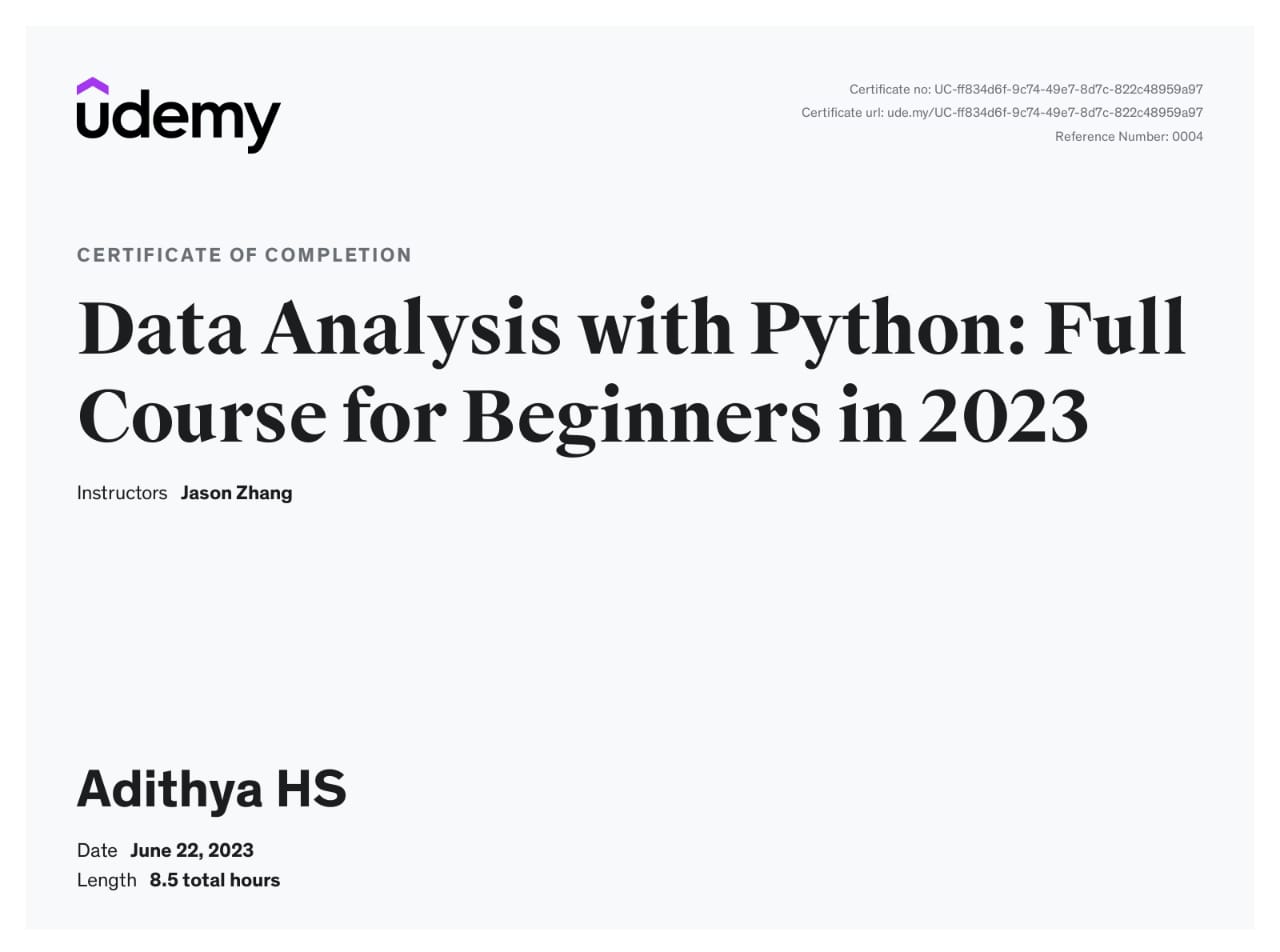 udemy
Certificate no: UC-ff834d6f-9c74-49e7-8d7c-822c48959a97
Certificate url: ude.my/UC-ff834d6f-9c74-49e7-8d7c-822c48959a97
Reference Number: 0004
CERTIFICATE OF COMPLETION
Data Analysis with Python: Full
Course for Beginners in 2023
Instructors Jason Zhang
Adithya HS
Date June 22, 2023
Length 8.5 total hours